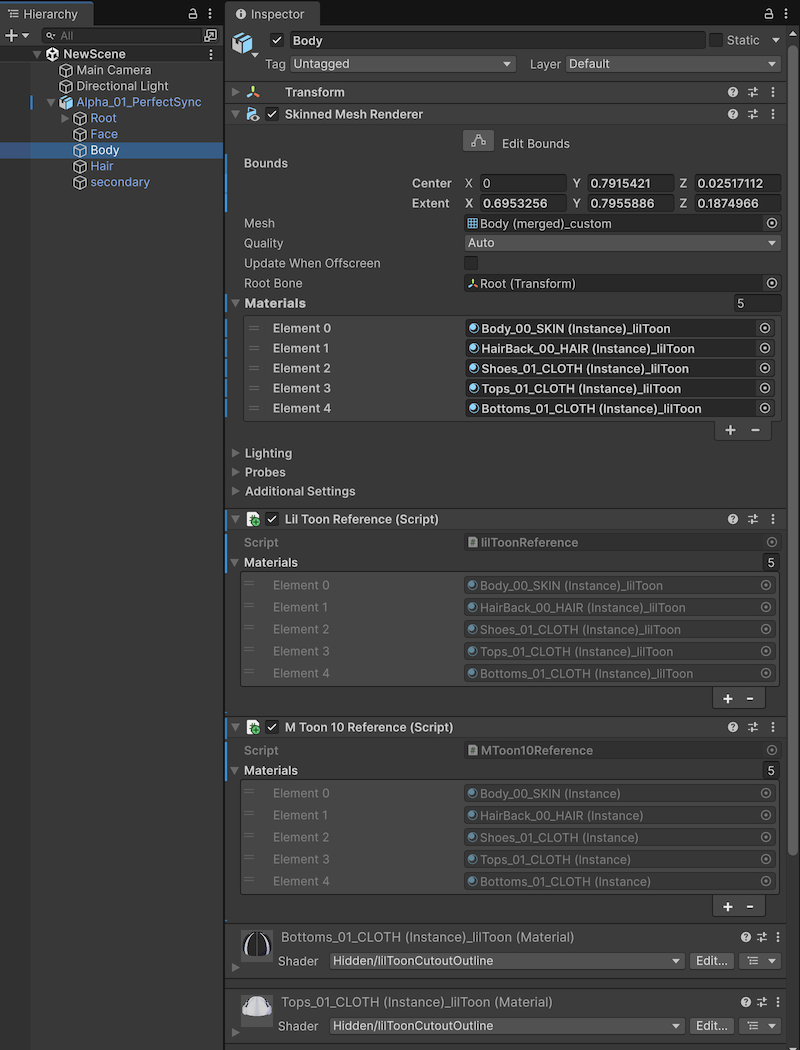 Hierarchy
All
NewScene
Main Camera
Directional Light
Alpha_01_PerfectSync
Root
Face
Body
Hair
secondary
Inspector
Body Static
Tag Untagged Layer Default
Transform
Skinned Mesh Renderer
Edit Bounds
Bounds
Center X 0 Y 0.7915421 Z 0.02517112
Extent X 0.6953256 Y 0.7955886 Z 0.1874966
Mesh Body (merged)_custom
Quality Auto
Update When Offscreen
Root Bone Root (Transform)
Materials 5
Element 0 Body_00_SKIN (Instance)_lilToon
Element 1 HairBack_00_HAIR (Instance)_lilToon
Element 2 Shoes_01_CLOTH (Instance)_lilToon
Element 3 Tops_01_CLOTH (Instance)_lilToon
Element 4 Bottoms_01_CLOTH (Instance)_lilToon
+ −
Lighting
Probes
Additional Settings
Lil Toon Reference (Script)
Script # lilToonReference
Materials 5
Element 0 Body_00_SKIN (Instance)_lilToon
Element 1 HairBack_00_HAIR (Instance)_lilToon
Element 2 Shoes_01_CLOTH (Instance)_lilToon
Element 3 Tops_01_CLOTH (Instance)_lilToon
Element 4 Bottoms_01_CLOTH (Instance)_lilToon
+ -
M Toon 10 Reference (Script)
Script # MToon10Reference
Materials 5
Element 0 Body_00_SKIN (Instance)
Element 1 HairBack_00_HAIR (Instance)
Element 2 Shoes_01_CLOTH (Instance)
Element 3 Tops_01_CLOTH (Instance)
Element 4 Bottoms_01_CLOTH (Instance)
+ -
Bottoms_01_CLOTH (Instance)_lilToon (Material)
Shader Hidden/lilToonCutoutOutline Edit...
Tops_01_CLOTH (Instance)_lilToon (Material)
Shader Hidden/lilToonCutoutOutline Edit...